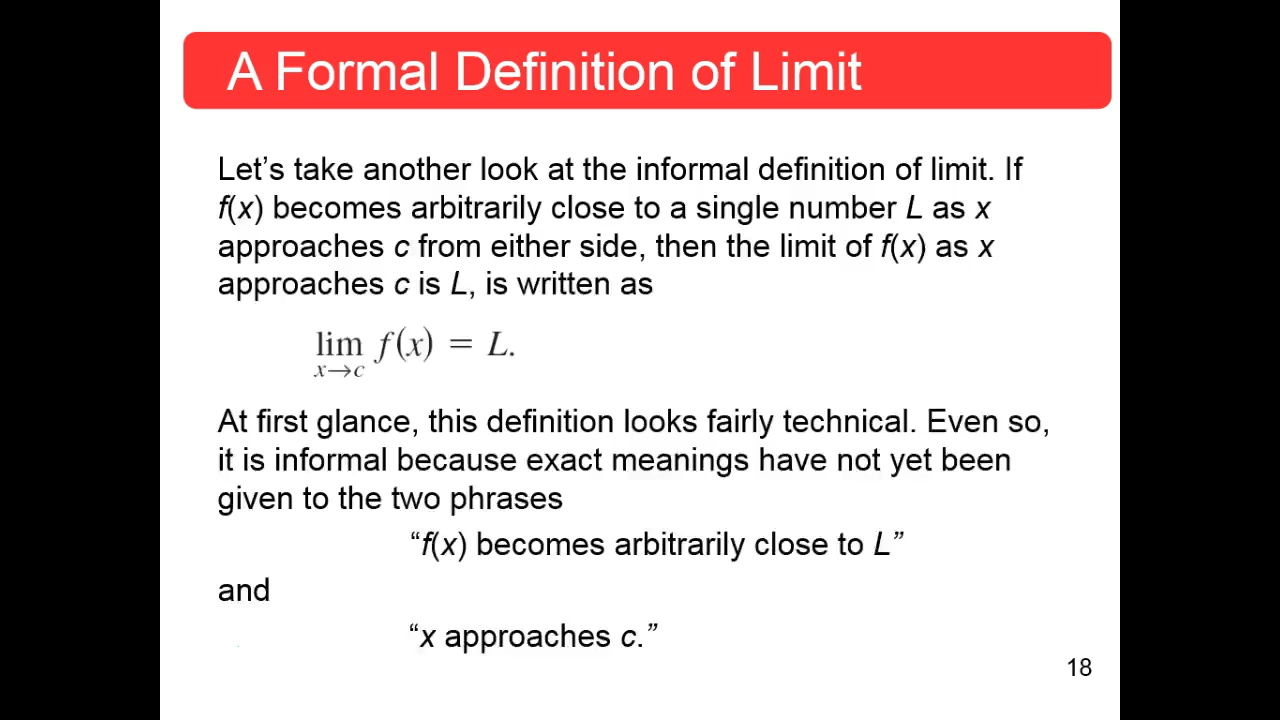 A Formal Definition of Limit
Let’s take another look at the informal definition of limit. If
f(x) becomes arbitrarily close to a single number L as x
approaches c from either side, then the limit of f(x) as x
approaches c is L, is written as
lim f(x) = L.
x→c
At first glance, this definition looks fairly technical. Even so,
it is informal because exact meanings have not yet been
given to the two phrases
“f(x) becomes arbitrarily close to L”
and
“x approaches c.”
18